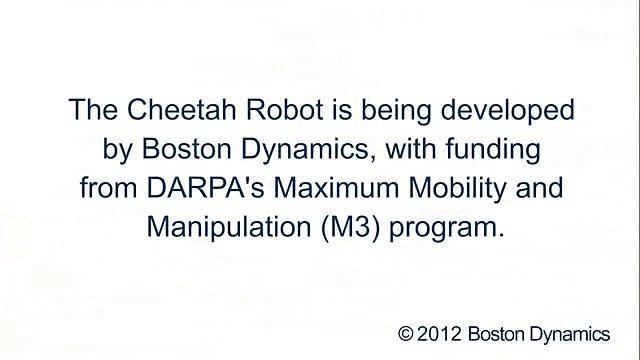 The Cheetah Robot is being developed
by Boston Dynamics, with funding
from DARPA's Maximum Mobility and
Manipulation (M3) program.
© 2012 Boston Dynamics